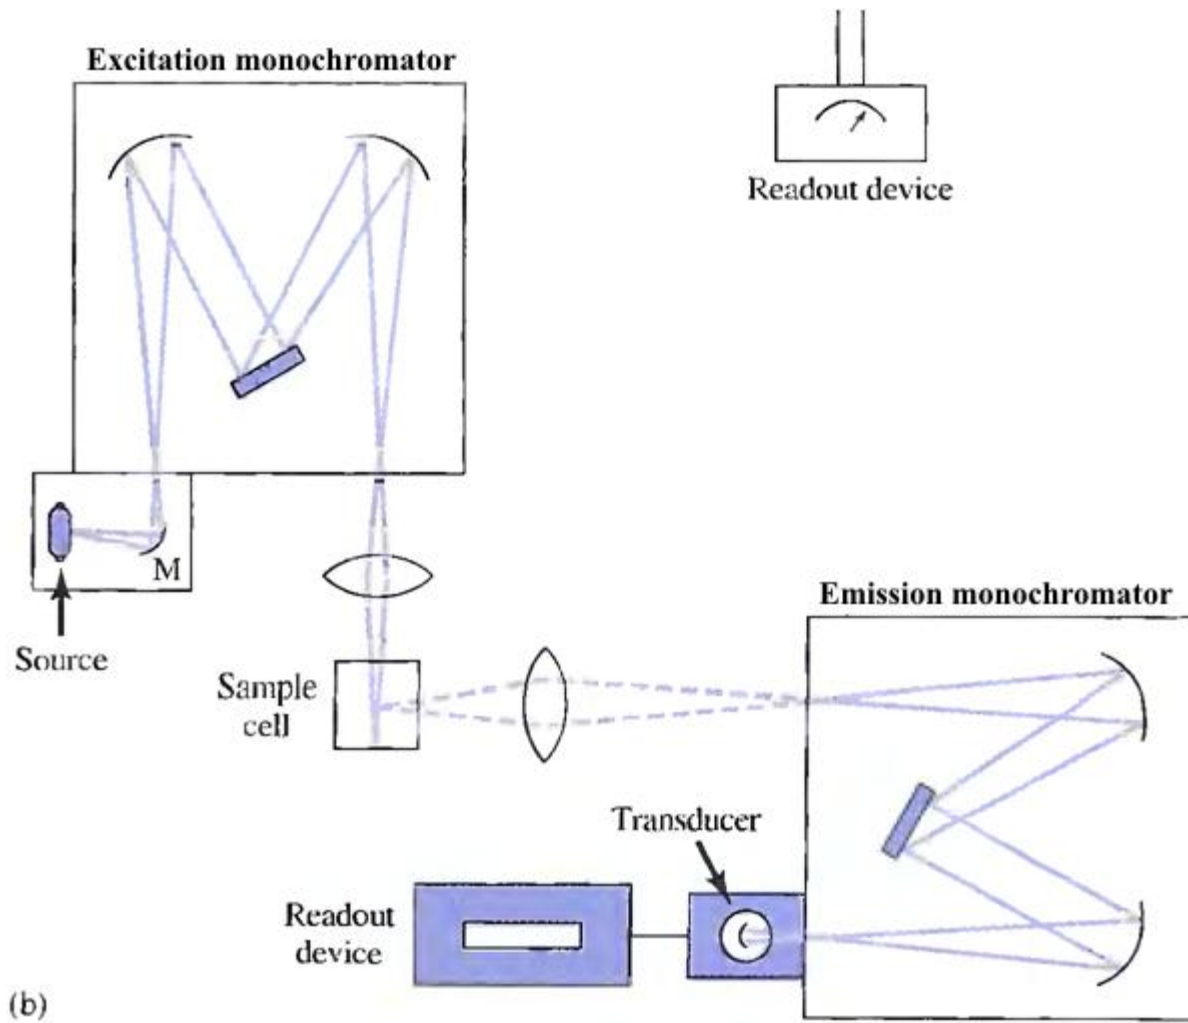 Excitation monochromator
Readout device
M
Source
Emission monochromator
Sample
cell
Transducer
Readout
device
(b)